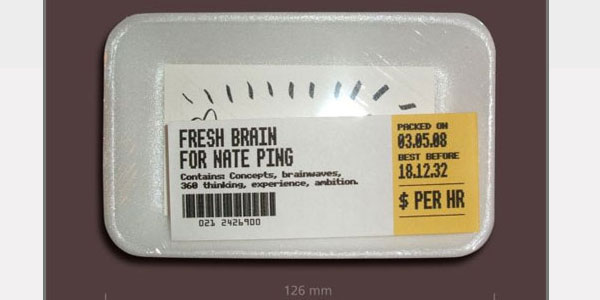 FRESH BRAIN
FOR NATE PING
Contains: Concepts, brainwaves,
360 thinking, experience, ambition.
021 2426900
PACKED ON
03.05.08
BEST BEFORE
18.12.32
$ PER HR
126 mm